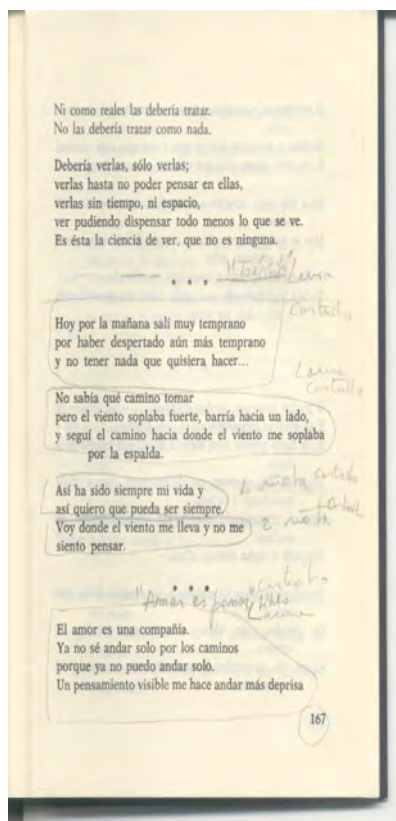 Ni como reales las debería tratar.
No las debería tratar como nada.
Debería verlas, sólo verlas;
verlas hasta no poder pensar en ellas,
verlas sin tiempo, ni espacio,
ver pudiendo dispensar todo menos lo que se ve.
Es ésta la ciencia de ver, que no es ninguna.
* * * Laura
Hoy por la mañana salí muy temprano
por haber despertado aún más temprano
y no tener nada que quisiera hacer...
Laura
No sabía qué camino tomar
pero el viento soplaba fuerte, barría hacia un lado,
y seguí el camino hacia donde el viento me soplaba
por la espalda.
Así ha sido siempre mi vida y
así quiero que pueda ser siempre.
Voy donde el viento me lleva y no me
siento pensar.
* * *
"Amar es pensar"
Laura
El amor es una compañía.
Ya no sé andar solo por los caminos
porque ya no puedo andar solo.
Un pensamiento visible me hace andar más deprisa
167